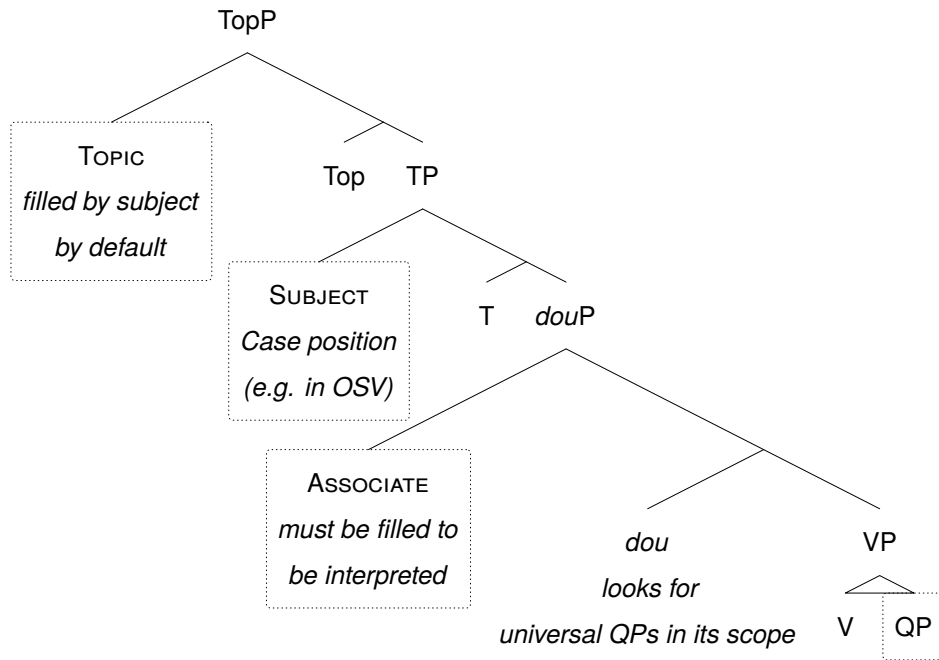 TopP
TOPIC
filled by subject
by default
Top TP
SUBJECT
Case position
(e.g. in OSV)
T douP
ASSOCIATE
must be filled to
be interpreted
dou VP
looks for
universal QPs in its scope
V QP